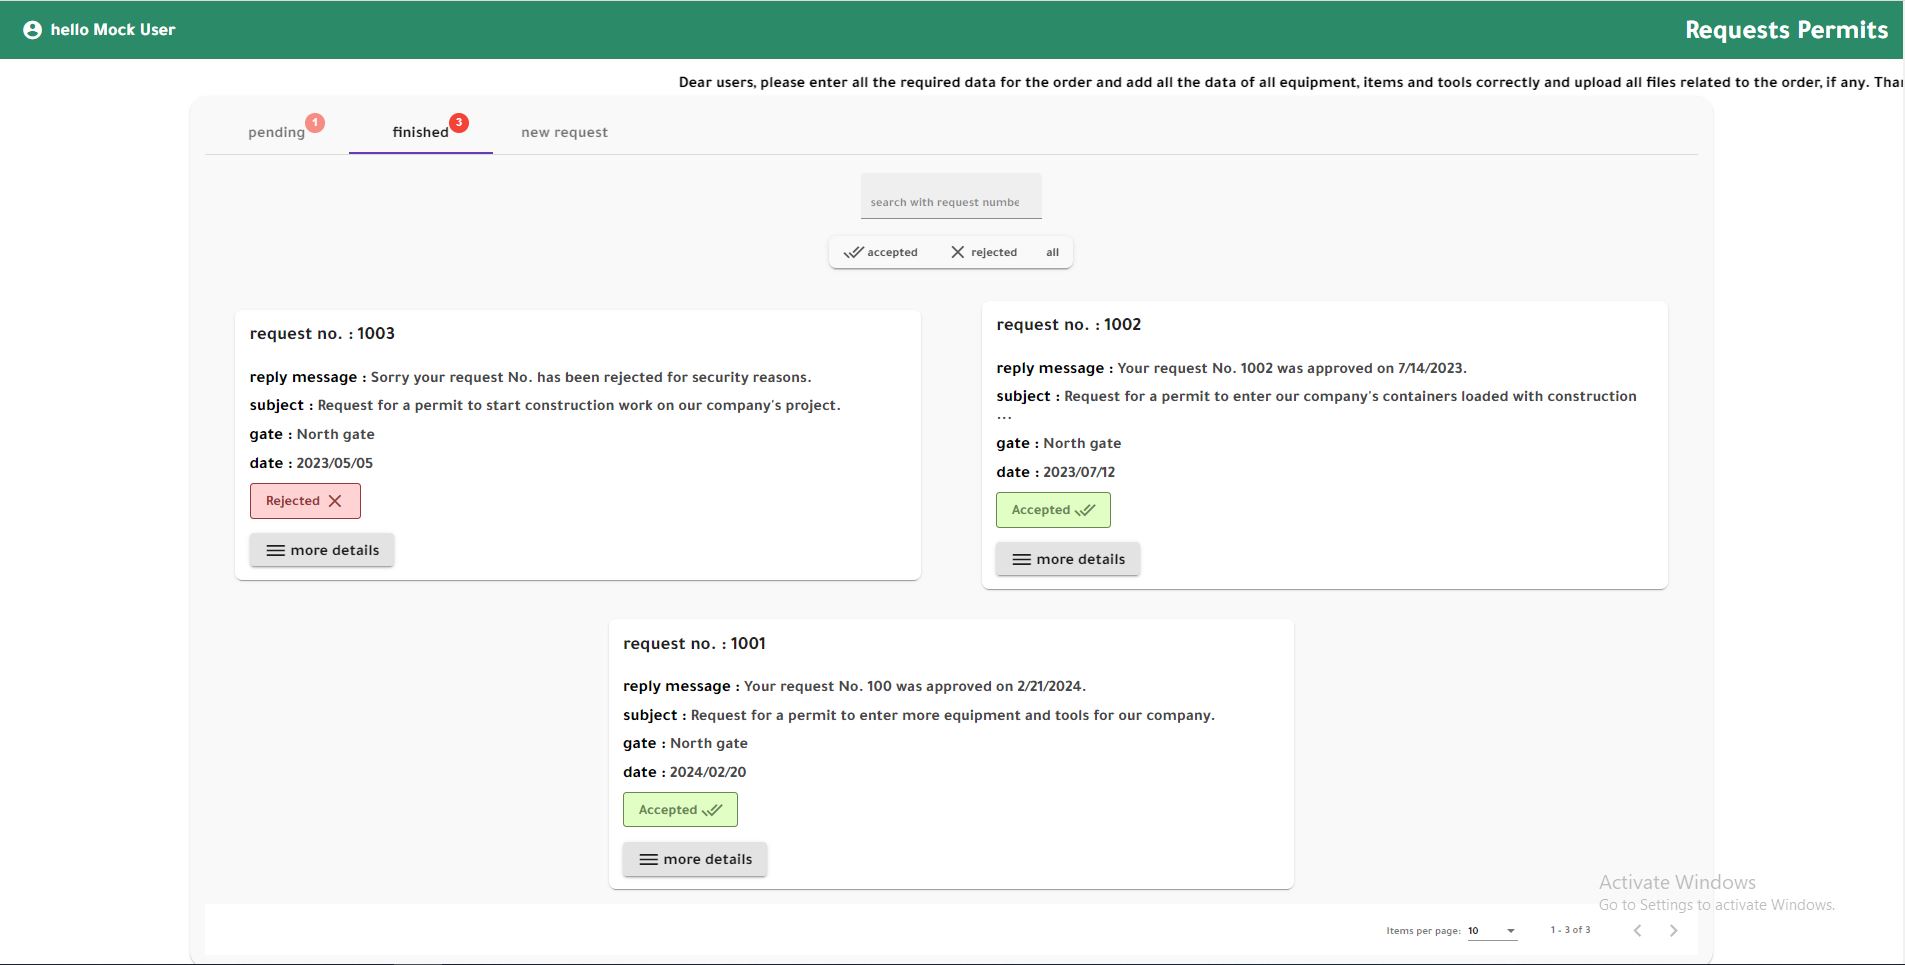 hello Mock User
Requests Permits
Dear users, please enter all the required data for the order and add all the data of all equipment, items and tools correctly and upload all files related to the order, if any.
pending 1
finished 3
new request
search with request numbe
accepted
rejected
all
request no. : 1003
reply message : Sorry your request No. has been rejected for security reasons.
subject : Request for a permit to start construction work on our company's project.
gate : North gate
date : 2023/05/05
Rejected
more details
request no. : 1002
reply message : Your request No. 1002 was approved on 7/14/2023.
subject : Request for a permit to enter our company's containers loaded with construction
...
gate : North gate
date : 2023/07/12
Accepted
more details
request no. : 1001
reply message : Your request No. 100 was approved on 2/21/2024.
subject : Request for a permit to enter more equipment and tools for our company.
gate : North gate
date : 2024/02/20
Accepted
more details
Activate Windows
Go to Settings to activate Windows.
Items per page: 10
1 - 3 of 3